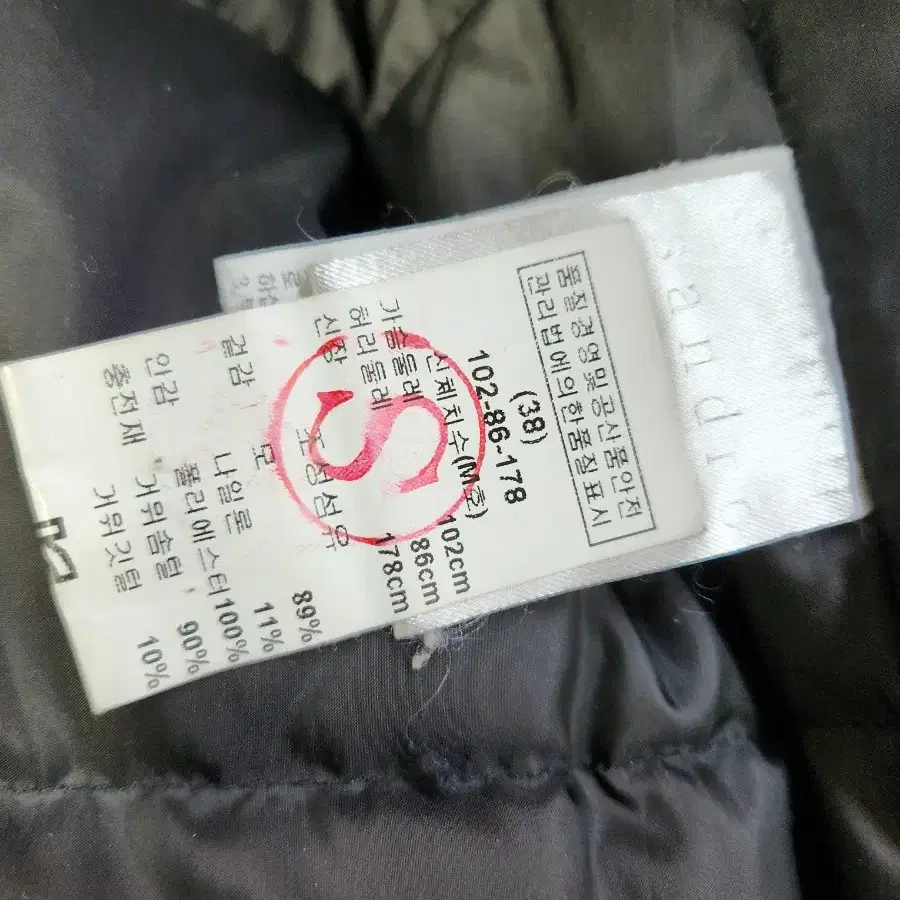 품질경영및공산품안전
관리법에의한품질표시
(38)
102-86-178
신체치수(M호)
가슴둘레 102cm
허리둘레 86cm
신장 178cm
조성섬유
겉감 모 89%
나일론 11%
안감 폴리에스터 100%
충전재 거위솜털 90%
거위깃털 10%
S